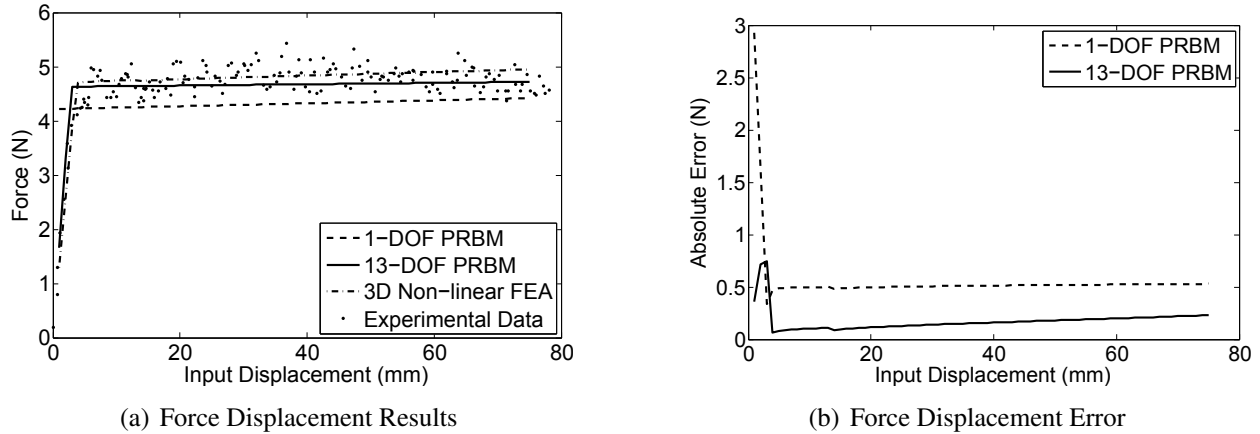 6
5
4
3
2
1
0
0
20
40
60
80
Force (N)
Input Displacement (mm)
1−DOF PRBM
13−DOF PRBM
3D Non−linear FEA
Experimental Data
(a) Force Displacement Results
3
2.5
2
1.5
1
0.5
0
0
20
40
60
80
Absolute Error (N)
Input Displacement (mm)
1−DOF PRBM
13−DOF PRBM
(b) Force Displacement Error